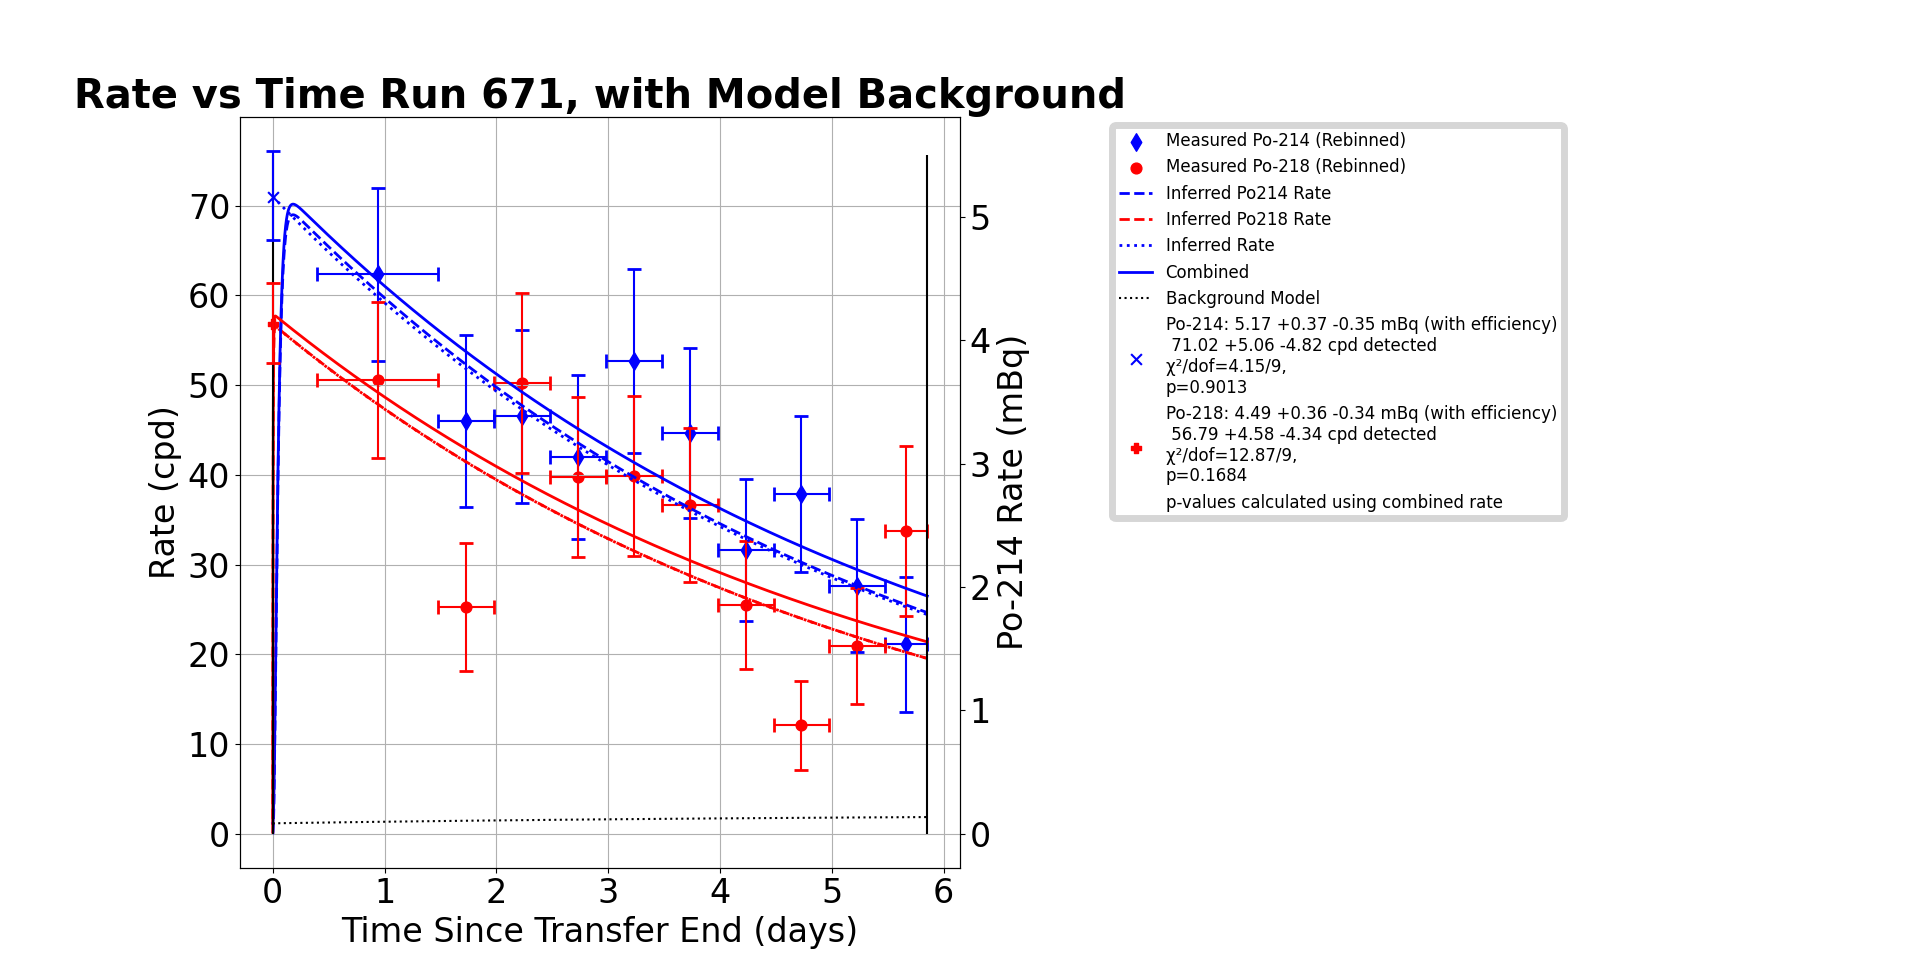 Rate vs Time Run 671, with Model Background
Rate (cpd)
70
60
50
40
30
20
10
0
0 1 2 3 4 5 6
Time Since Transfer End (days)
5
4
3
2
1
0
Po-214 Rate (mBq)
Measured Po-214 (Rebinned)
Measured Po-218 (Rebinned)
Inferred Po214 Rate
Inferred Po218 Rate
Inferred Rate
Combined
Background Model
Po-214: 5.17 +0.37 -0.35 mBq (with efficiency)
71.02 +5.06 -4.82 cpd detected
χ²/dof=4.15/9,
p=0.9013
Po-218: 4.49 +0.36 -0.34 mBq (with efficiency)
56.79 +4.58 -4.34 cpd detected
χ²/dof=12.87/9,
p=0.1684
p-values calculated using combined rate